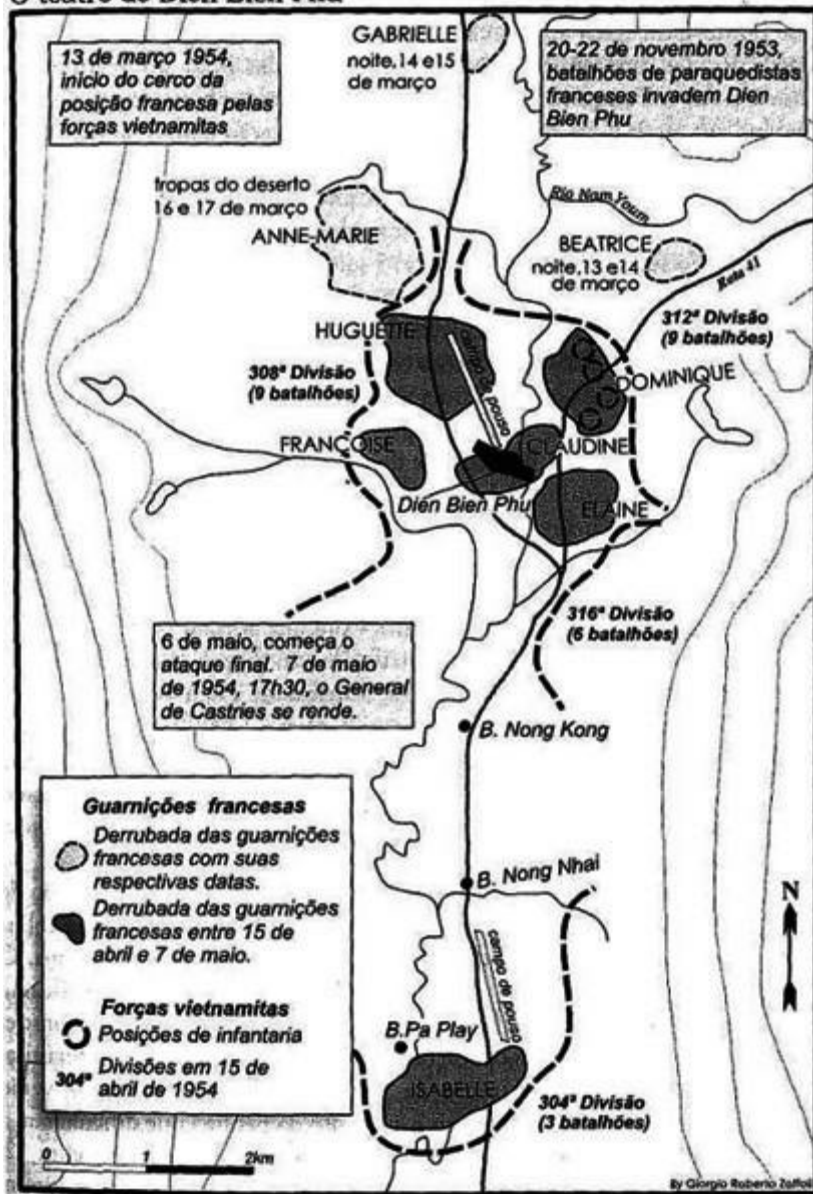 O teatro de Dien Bien Phu
13 de março 1954,
início do cerco da
posição francesa pelas
forças vietnamitas
GABRIELLE
noite, 14 e 15
de março
20-22 de novembro 1953,
batalhões de paraquedistas
franceses invadem Dien
Bien Phu
tropas do deserto
16 e 17 de março
ANNE-MARIE
Rio Nam Youm
BEATRICE
noite, 13 e 14
de março
Rota 41
312ª Divisão
(9 batalhões)
HUGUETTE
308ª Divisão
(9 batalhões)
campo de pouso
DOMINIQUE
FRANÇOISE
CLAUDINE
Dien Bien Phu
ELAINE
316ª Divisão
(6 batalhões)
6 de maio, começa o
ataque final. 7 de maio
de 1954, 17h30, o General
de Castries se rende.
B. Nong Kong
B. Nong Nhai
campo de pouso
B.Pa Play
ISABELLE
304ª Divisão
(3 batalhões)
N
Guarnições francesas
Derrubada das guarnições
francesas com suas
respectivas datas.
Derrubada das guarnições
francesas entre 15 de
abril e 7 de maio.
Forças vietnamitas
Posições de infantaria
304ª Divisões em 15 de
abril de 1954
0 1 2km
By Giorgio Roberto Zaffoli